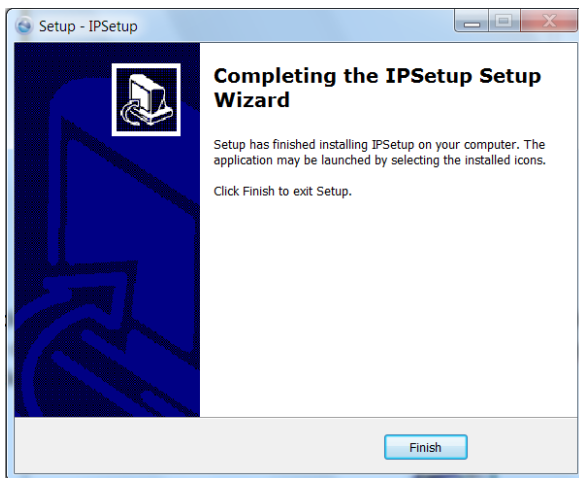 Setup - IPSetup
Completing the IPSetup Setup
Wizard
Setup has finished installing IPSetup on your computer. The
application may be launched by selecting the installed icons.
Click Finish to exit Setup.
Finish